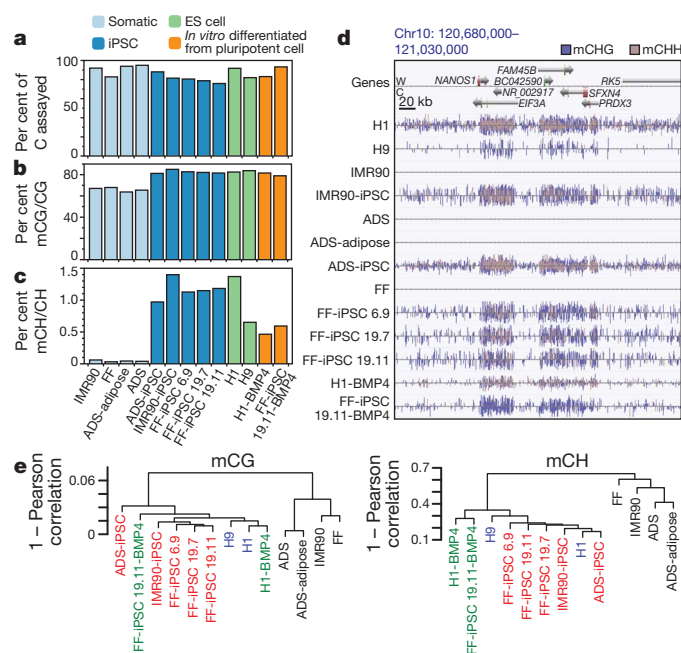 Somatic
iPSC
ES cell
In vitro differentiated
from pluripotent cell
a
Per cent of
C assayed
100
50
0
b
Per cent
mCG/CG
80
40
0
c
Per cent
mCH/CH
1.5
1.0
0.5
0
IMR90
FF
ADS-adipose
ADS
ADS-iPSC
IMR90-iPSC
FF-iPSC 6.9
FF-iPSC 19.7
FF-iPSC 19.11
H1
H9
H1-BMP4
FF-iPSC
19.11-BMP4
d
Chr10: 120,680,000–
121,030,000
mCHG
mCHH
Genes
W
C
20 kb
FAM45B
NANOS1
BC042590
RK5
NR_002917
SFXN4
EIF3A
PRDX3
H1
H9
IMR90
IMR90-iPSC
ADS
ADS-adipose
ADS-iPSC
FF
FF-iPSC 6.9
FF-iPSC 19.7
FF-iPSC 19.11
H1-BMP4
FF-iPSC
19.11-BMP4
e
mCG
1 – Pearson
correlation
0.06
0
ADS-iPSC
FF-iPSC 19.11-BMP4
IMR90-iPSC
FF-iPSC 6.9
FF-iPSC 19.7
FF-iPSC 19.11
H9
H1
H1-BMP4
ADS
ADS-adipose
IMR90
FF
mCH
1 – Pearson
correlation
0.7
0.4
0.1
H1-BMP4
FF-iPSC 19.11-BMP4
H9
FF-iPSC 6.9
FF-iPSC 19.11
FF-iPSC 19.7
IMR90-iPSC
H1
ADS-iPSC
FF
IMR90
ADS
ADS-adipose